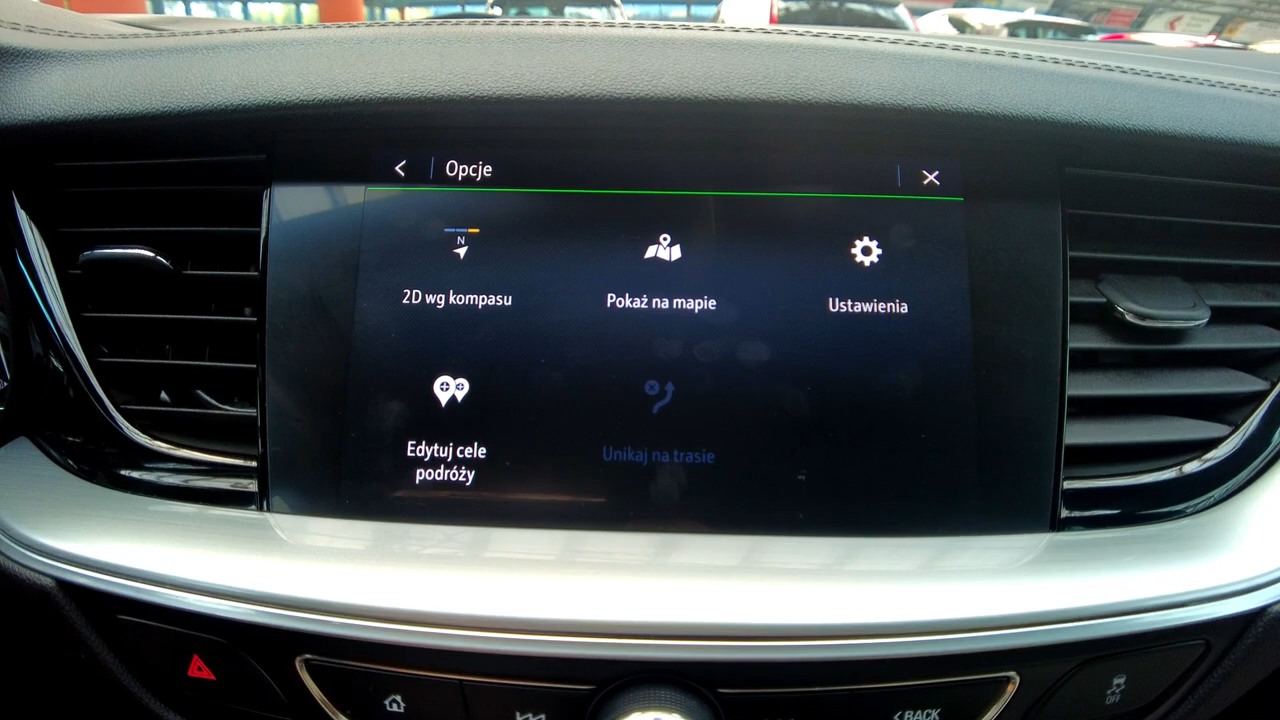 Opcje
N
2D wg kompasu
Pokaż na mapie
Ustawienia
Edytuj cele
podróży
Unikaj na trasie
BACK
OFF